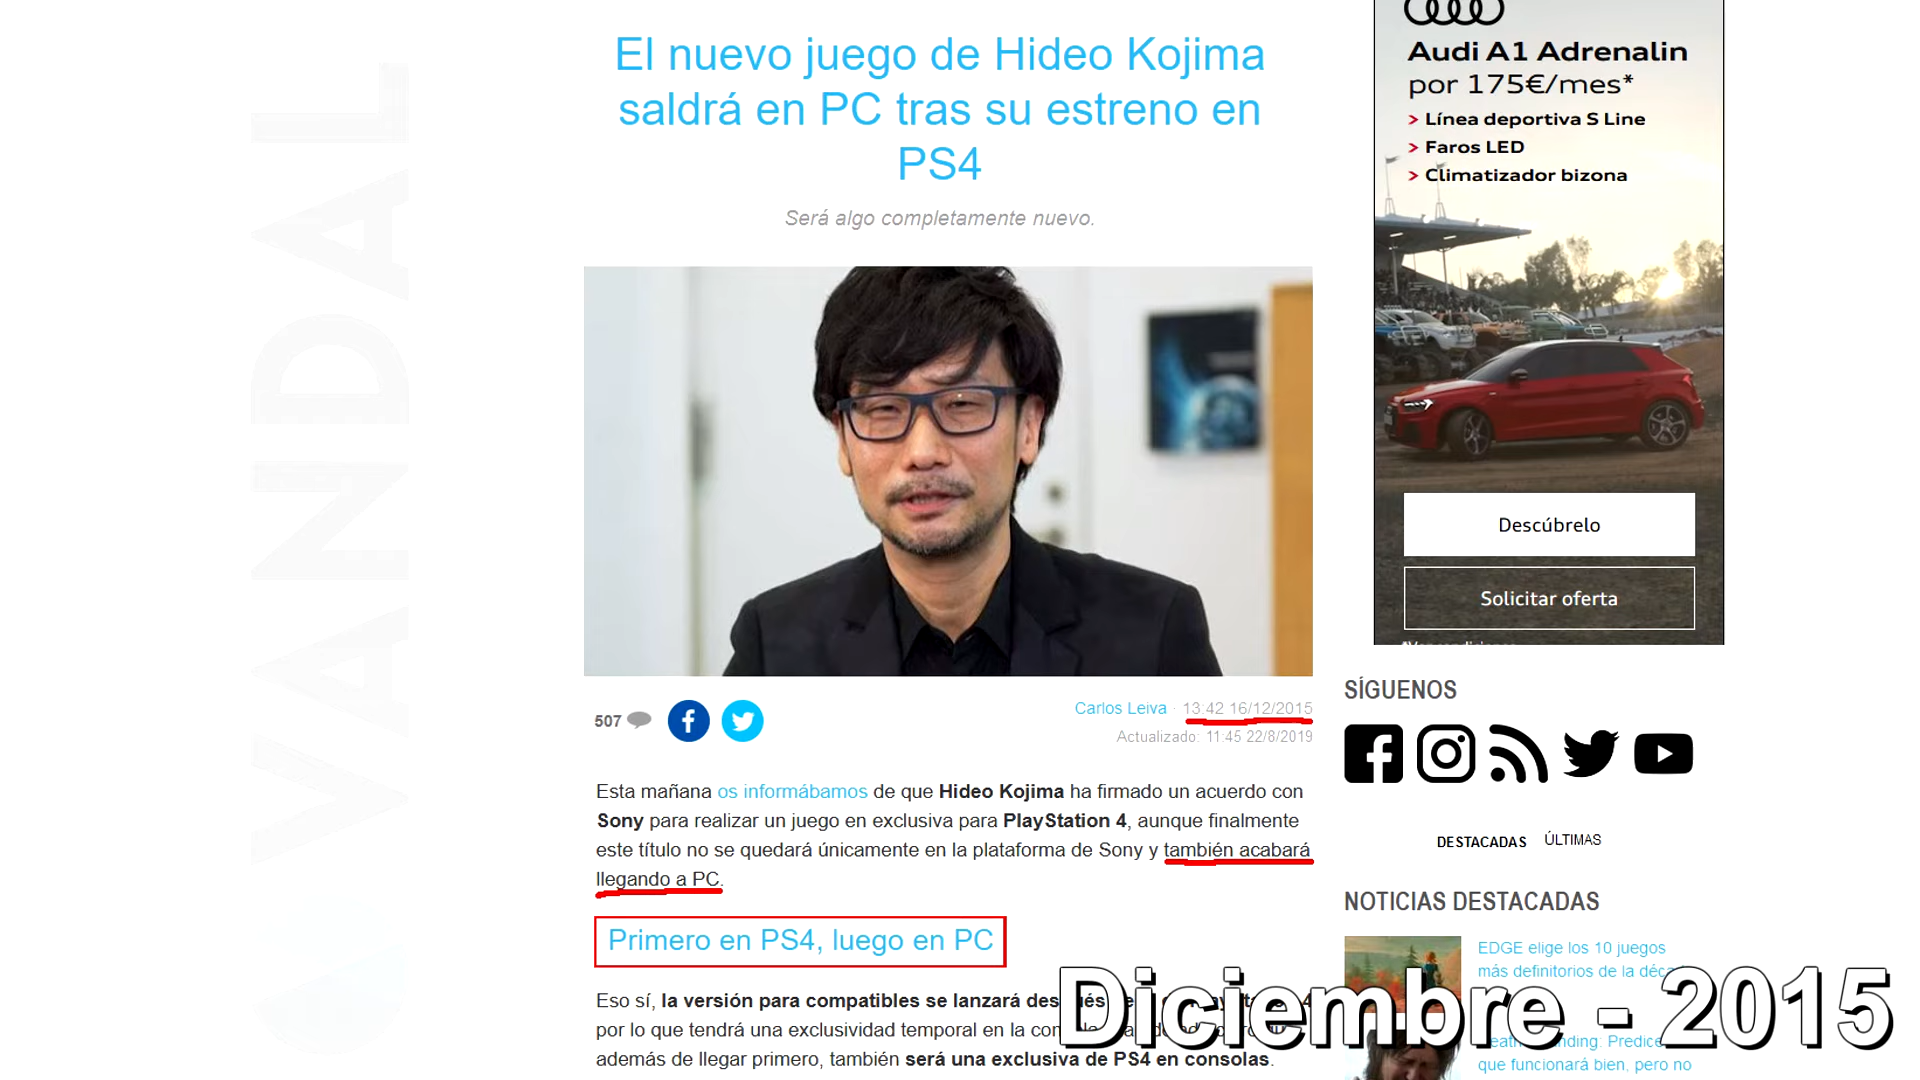 VANDAL
El nuevo juego de Hideo Kojima
saldrá en PC tras su estreno en
PS4
Será algo completamente nuevo.
507
Carlos Leiva · 13:42 16/12/2015
Actualizado: 11:45 22/8/2019
Esta mañana os informábamos de que Hideo Kojima ha firmado un acuerdo con
Sony para realizar un juego en exclusiva para PlayStation 4, aunque finalmente
este título no se quedará únicamente en la plataforma de Sony y también acabará
llegando a PC.
Primero en PS4, luego en PC
Eso sí, la versión para compatibles se lanzará
por lo que tendrá una exclusividad temporal en la
además de llegar primero, también será una exclusiva de PS4 en consolas.
Audi A1 Adrenalin
por 175€/mes*
> Línea deportiva S Line
> Faros LED
> Climatizador bizona
Descúbrelo
Solicitar oferta
SÍGUENOS
DESTACADAS ÚLTIMAS
NOTICIAS DESTACADAS
EDGE elige los 10 juegos
más definitorios de la
que funcionará bien, pero no
Diciembre - 2015